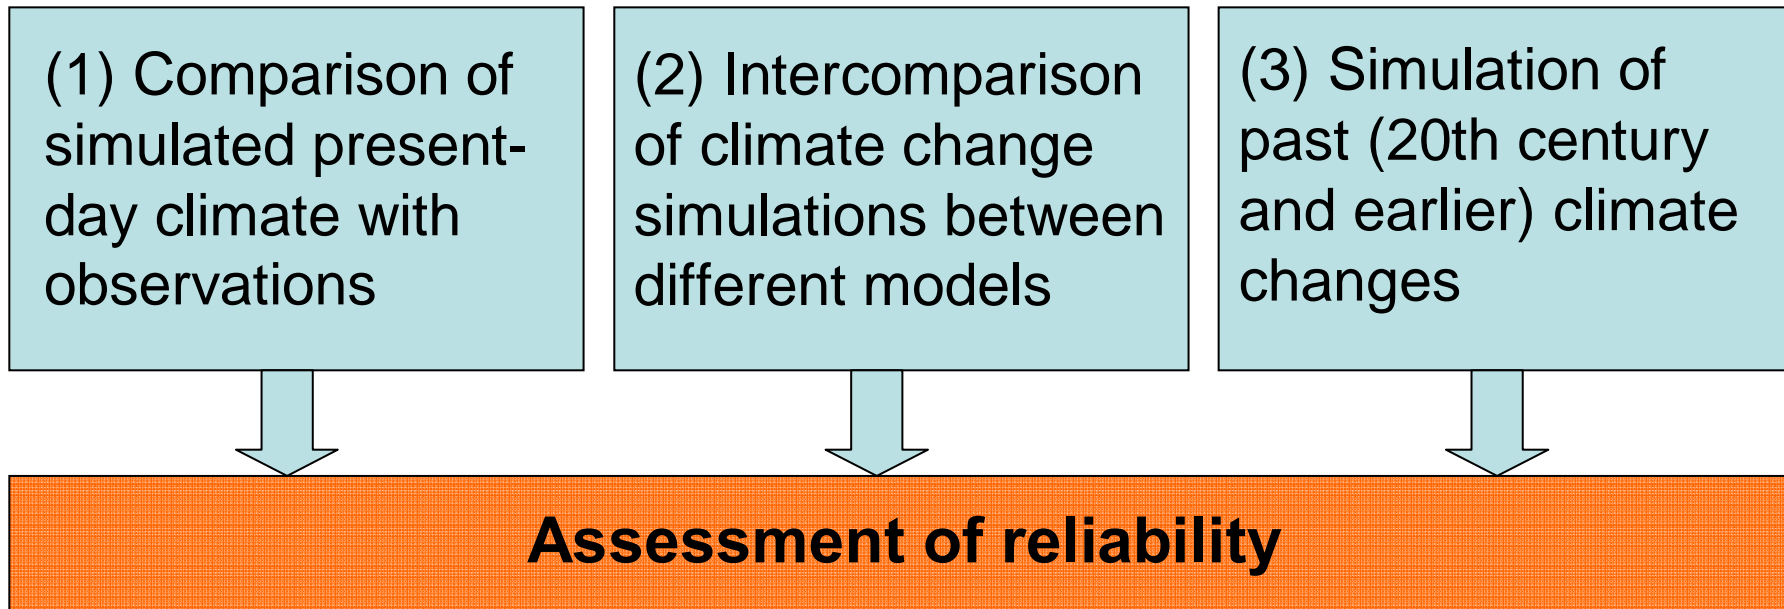 (1) Comparison of
simulated present-
day climate with
observations
(2) Intercomparison
of climate change
simulations between
different models
(3) Simulation of
past (20th century
and earlier) climate
changes
Assessment of reliability